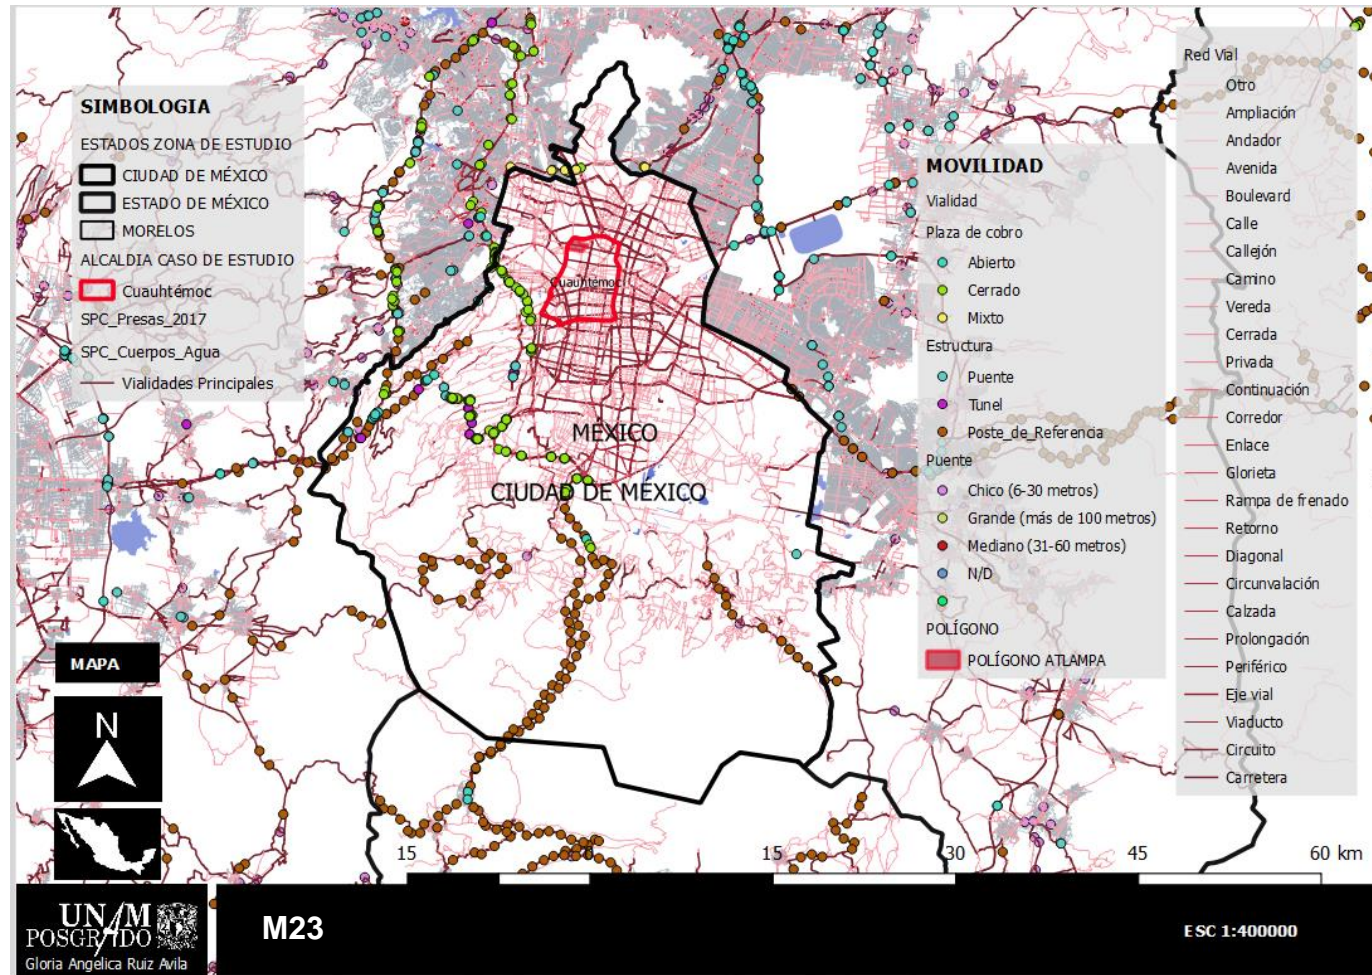 SIMBOLOGIA
ESTADOS ZONA DE ESTUDIO
CIUDAD DE MÉXICO
ESTADO DE MÉXICO
MORELOS
ALCALDIA CASO DE ESTUDIO
Cuauhtémoc
SPC_Presas_2017
SPC_Cuerpos_Agua
Vialidades Principales
Cuauhtémoc
MÉXICO
CIUDAD DE MÉXICO
MOVILIDAD
Vialidad
Plaza de cobro
Abierto
Cerrado
Mixto
Estructura
Puente
Tunel
Poste_de_Referencia
Puente
Chico (6-30 metros)
Grande (más de 100 metros)
Mediano (31-60 metros)
N/D
POLÍGONO
POLÍGONO ATLAMPA
Red Vial
Otro
Ampliación
Andador
Avenida
Boulevard
Calle
Callejón
Camino
Vereda
Cerrada
Privada
Continuación
Corredor
Enlace
Glorieta
Rampa de frenado
Retorno
Diagonal
Circunvalación
Calzada
Prolongación
Periférico
Eje vial
Viaducto
Circuito
Carretera
MAPA
N
15 15 30 45 60 km
UNAM
POSGRADO
Gloria Angelica Ruiz Avila
M23
ESC 1:400000